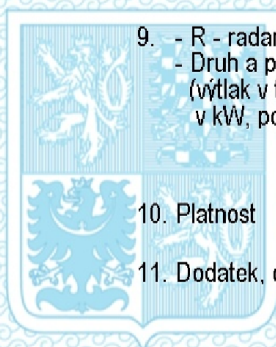 9. - R - radar
- Druh a p
(výtlak v t
v kW, po
10. Platnost
11. Dodatek,